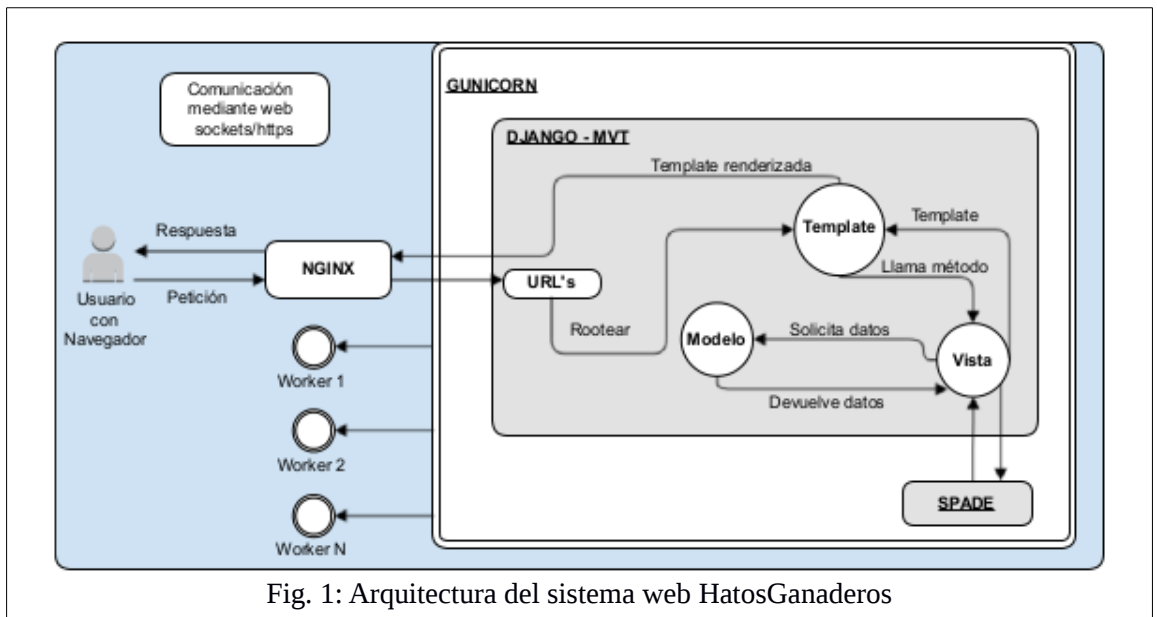 Comunicación
mediante web
sockets/https
GUNICORN
DJANGO - MVT
Template renderizada
Template
Template
Llama método
Respuesta
NGINX
Petición
Usuario
con
Navegador
URL's
Rootear
Modelo
Solicita datos
Vista
Devuelve datos
Worker 1
Worker 2
Worker N
SPADE
Fig. 1: Arquitectura del sistema web HatosGanaderos